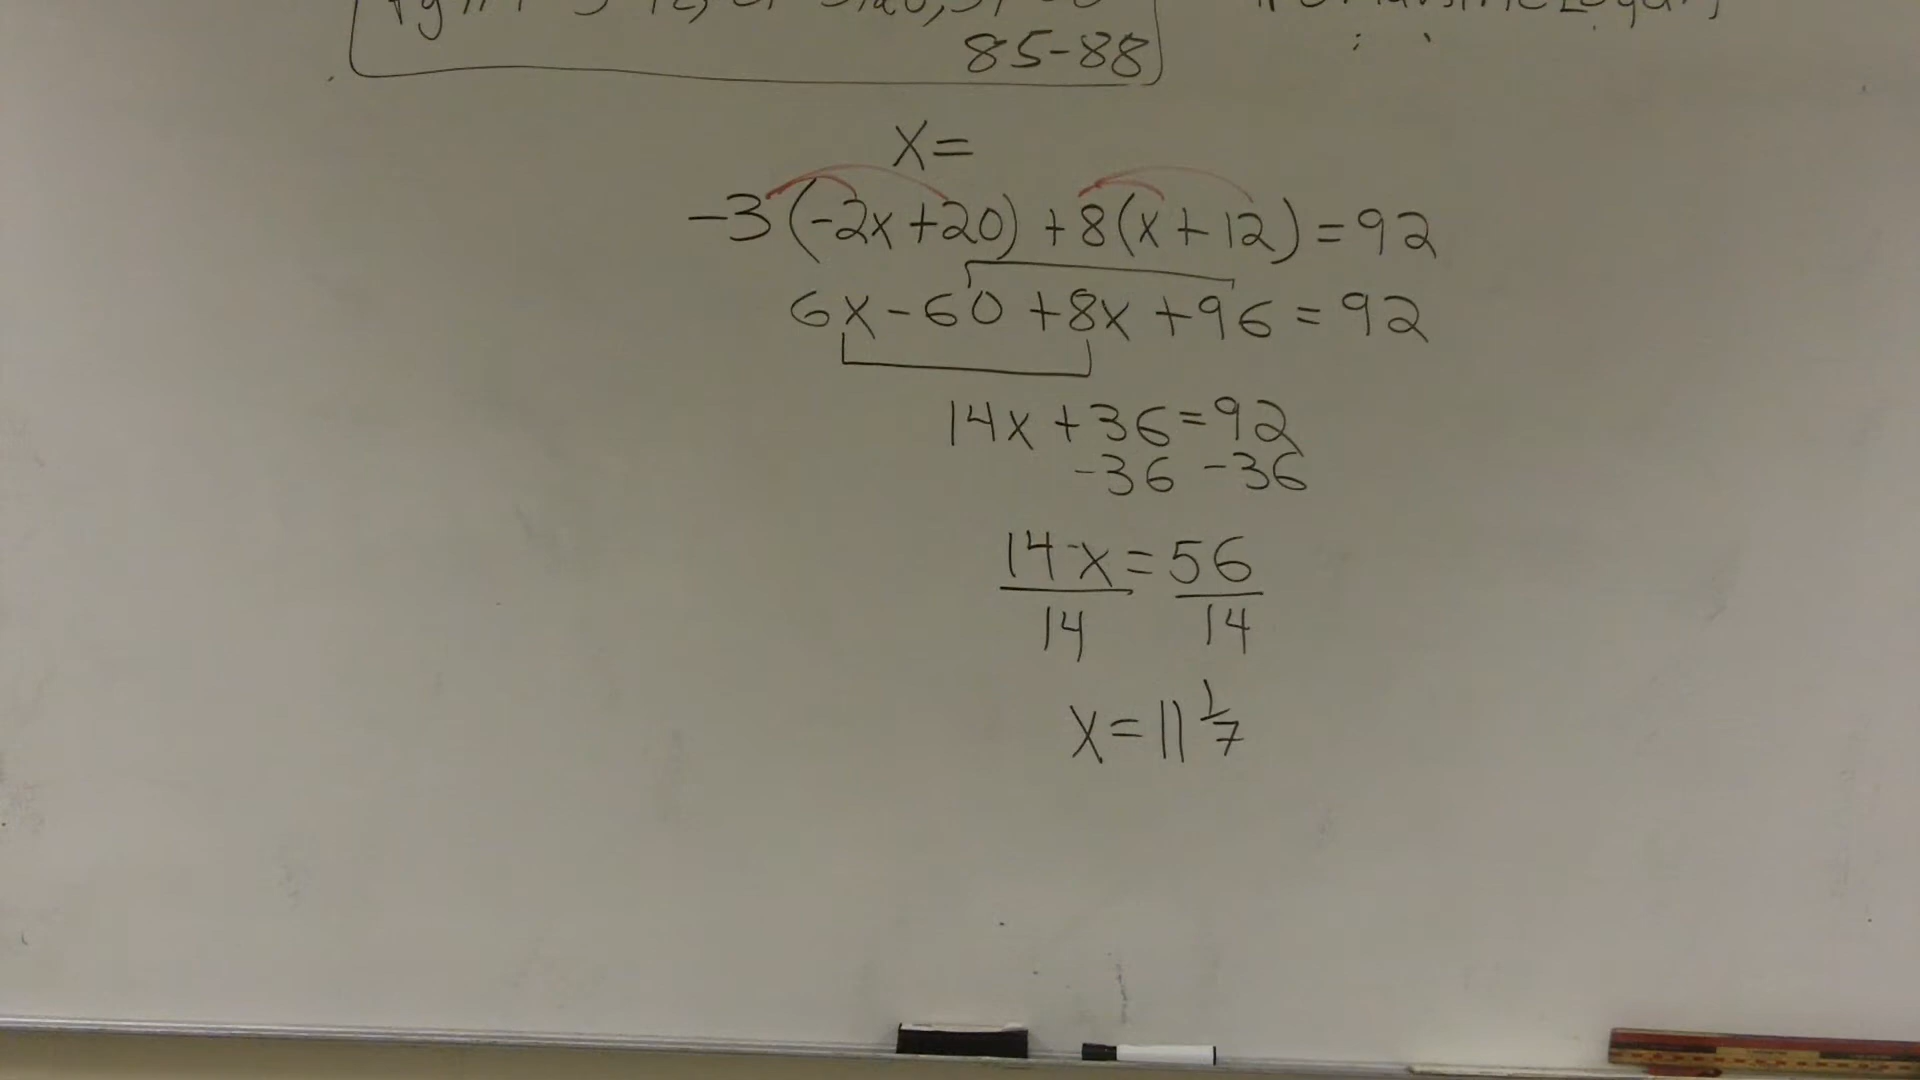 85-88
X=
-3(-2x+20)+8(x+12)=92
6x-60+8x+96=92
14x+36=92
-36 -36
14x=56
14 14
x=11 1/7